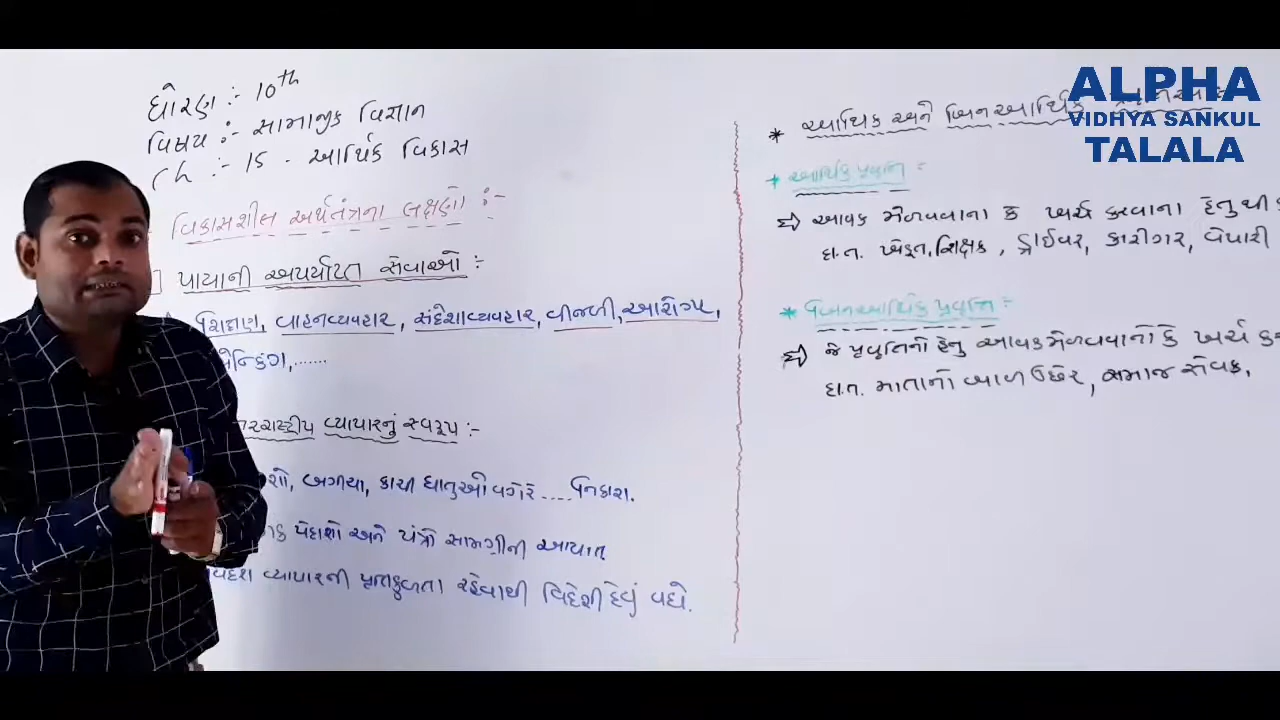 ધોરણ :- 10th
વિષય :- સામાજીક વિજ્ઞાન
Ch :- 15 - આર્થિક વિકાસ
વિકાસશીલ અર્થતંત્રના લક્ષણો :-
પાયાની અપર્યાપ્ત સેવાઓ :-
શિક્ષણ, વાહનવ્યવહાર, સંદેશાવ્યવહાર, વીજળી, આરોગ્ય,
બેન્કિંગ,......
વ્યાપારનું સ્વરૂપ :-
બગીચા, કાચી ધાતુઓ વગેરે .... નિકાસ.
પેદાશો અને યંત્રો સામગ્રીની આયાત
વ્યાપારની પ્રતિકુળતા રહેવાથી વિદેશી દેવું વધે.
* આર્થિક અને બિનઆર્થિક
* આર્થિક પ્રવૃત્તિ :-
⇒ આવક મેળવવાના કે ખર્ચ કરવાના હેતુથી
દા.ત. ખેડૂત, શિક્ષક, ડ્રાઈવર, કારીગર, વેપારી
* બિનઆર્થિક પ્રવૃત્તિ :-
⇒ જે પ્રવૃત્તિનો હેતુ આવક મેળવવાનો કે ખર્ચ
દા.ત. માતાનો બાળ ઉછેર, સમાજ સેવક,
ALPHA
VIDHYA SANKUL
TALALA